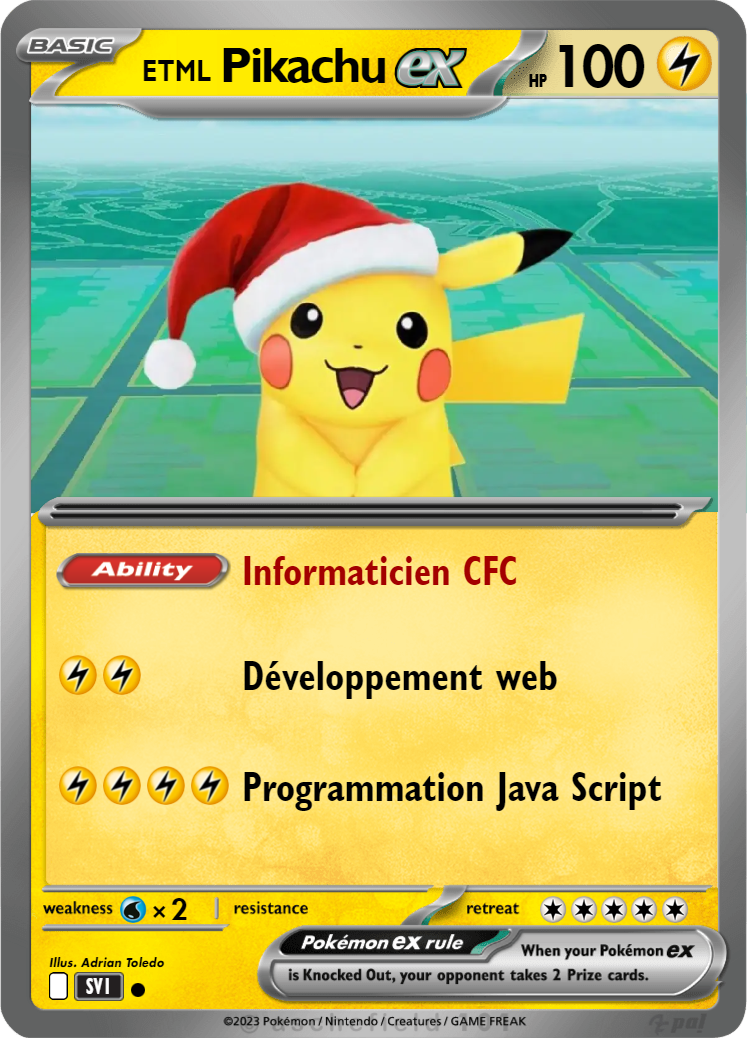 BASIC
ETML Pikachu ex HP 100
Ability Informaticien CFC
Développement web
Programmation Java Script
weakness × 2 resistance retreat
Illus. Adrian Toledo
Pokémon ex rule When your Pokémon ex
is Knocked Out, your opponent takes 2 Prize cards.
SVI
©2023 Pokémon / Nintendo / Creatures / GAME FREAK